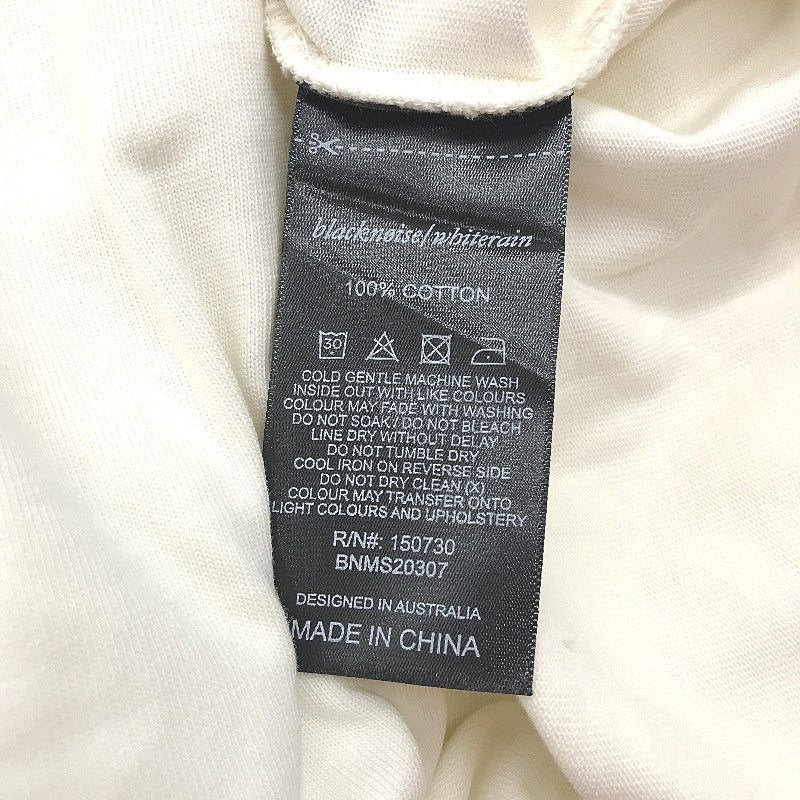 blacknoise/whiterain
100% COTTON
30
COLD GENTLE MACHINE WASH
INSIDE OUT WITH LIKE COLOURS
COLOUR MAY FADE WITH WASHING
DO NOT SOAK / DO NOT BLEACH
LINE DRY WITHOUT DELAY
DO NOT TUMBLE DRY
COOL IRON ON REVERSE SIDE
DO NOT DRY CLEAN (X)
COLOUR MAY TRANSFER ONTO
LIGHT COLOURS AND UPHOLSTERY
R/N#: 150730
BNMS20307
DESIGNED IN AUSTRALIA
MADE IN CHINA